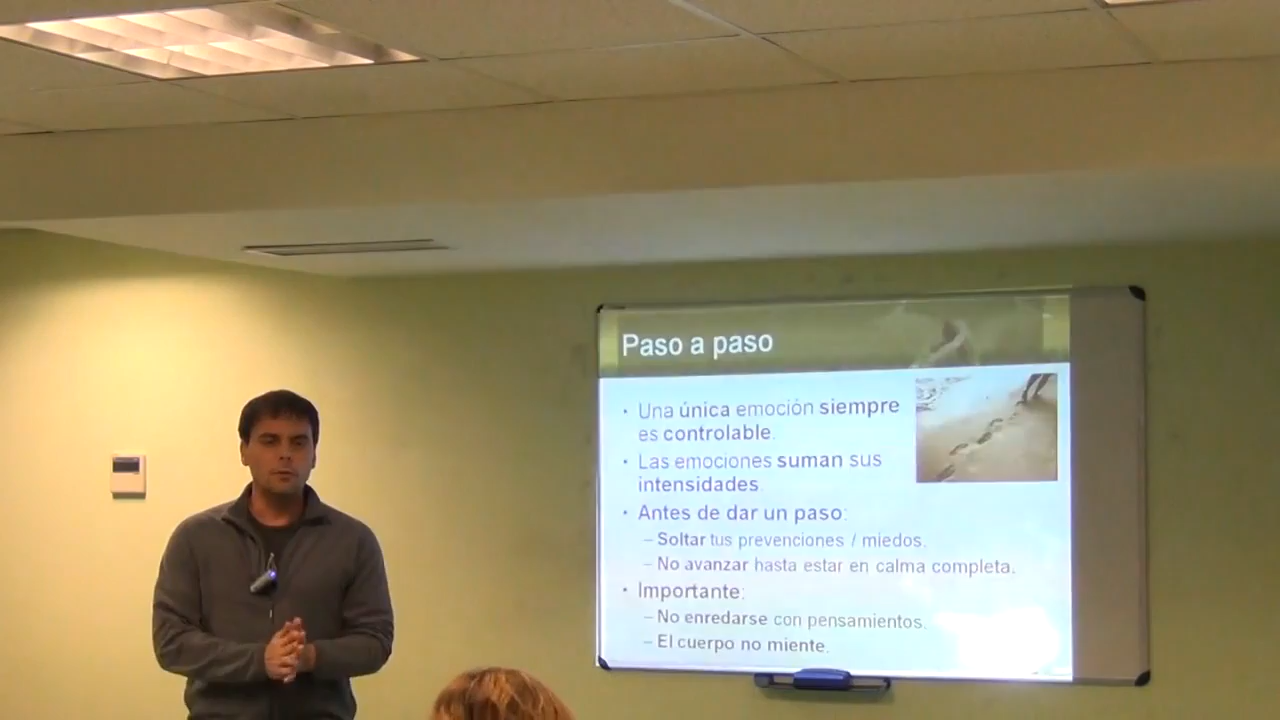 Paso a paso
• Una única emoción siempre
es controlable.
• Las emociones suman sus
intensidades.
• Antes de dar un paso:
– Soltar tus prevenciones / miedos.
– No avanzar hasta estar en calma completa.
• Importante:
– No enredarse con pensamientos.
– El cuerpo no miente.